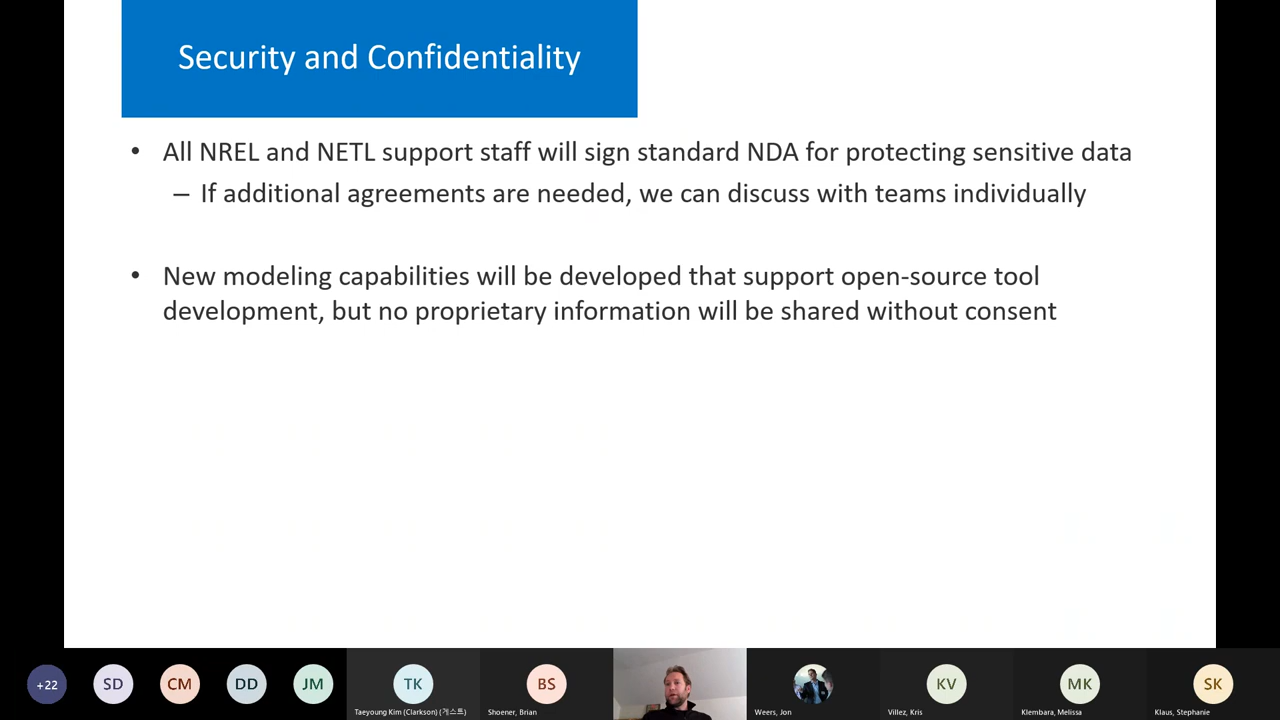 Security and Confidentiality
• All NREL and NETL support staff will sign standard NDA for protecting sensitive data
– If additional agreements are needed, we can discuss with teams individually
• New modeling capabilities will be developed that support open-source tool
development, but no proprietary information will be shared without consent
+22
SD
CM
DD
JM
TK
BS
KV
MK
SK
Taeyoung Kim (Clarkson) (게스트)
Shoener, Brian
Weers, Jon
Villez, Kris
Klembara, Melissa
Klaus, Stephanie